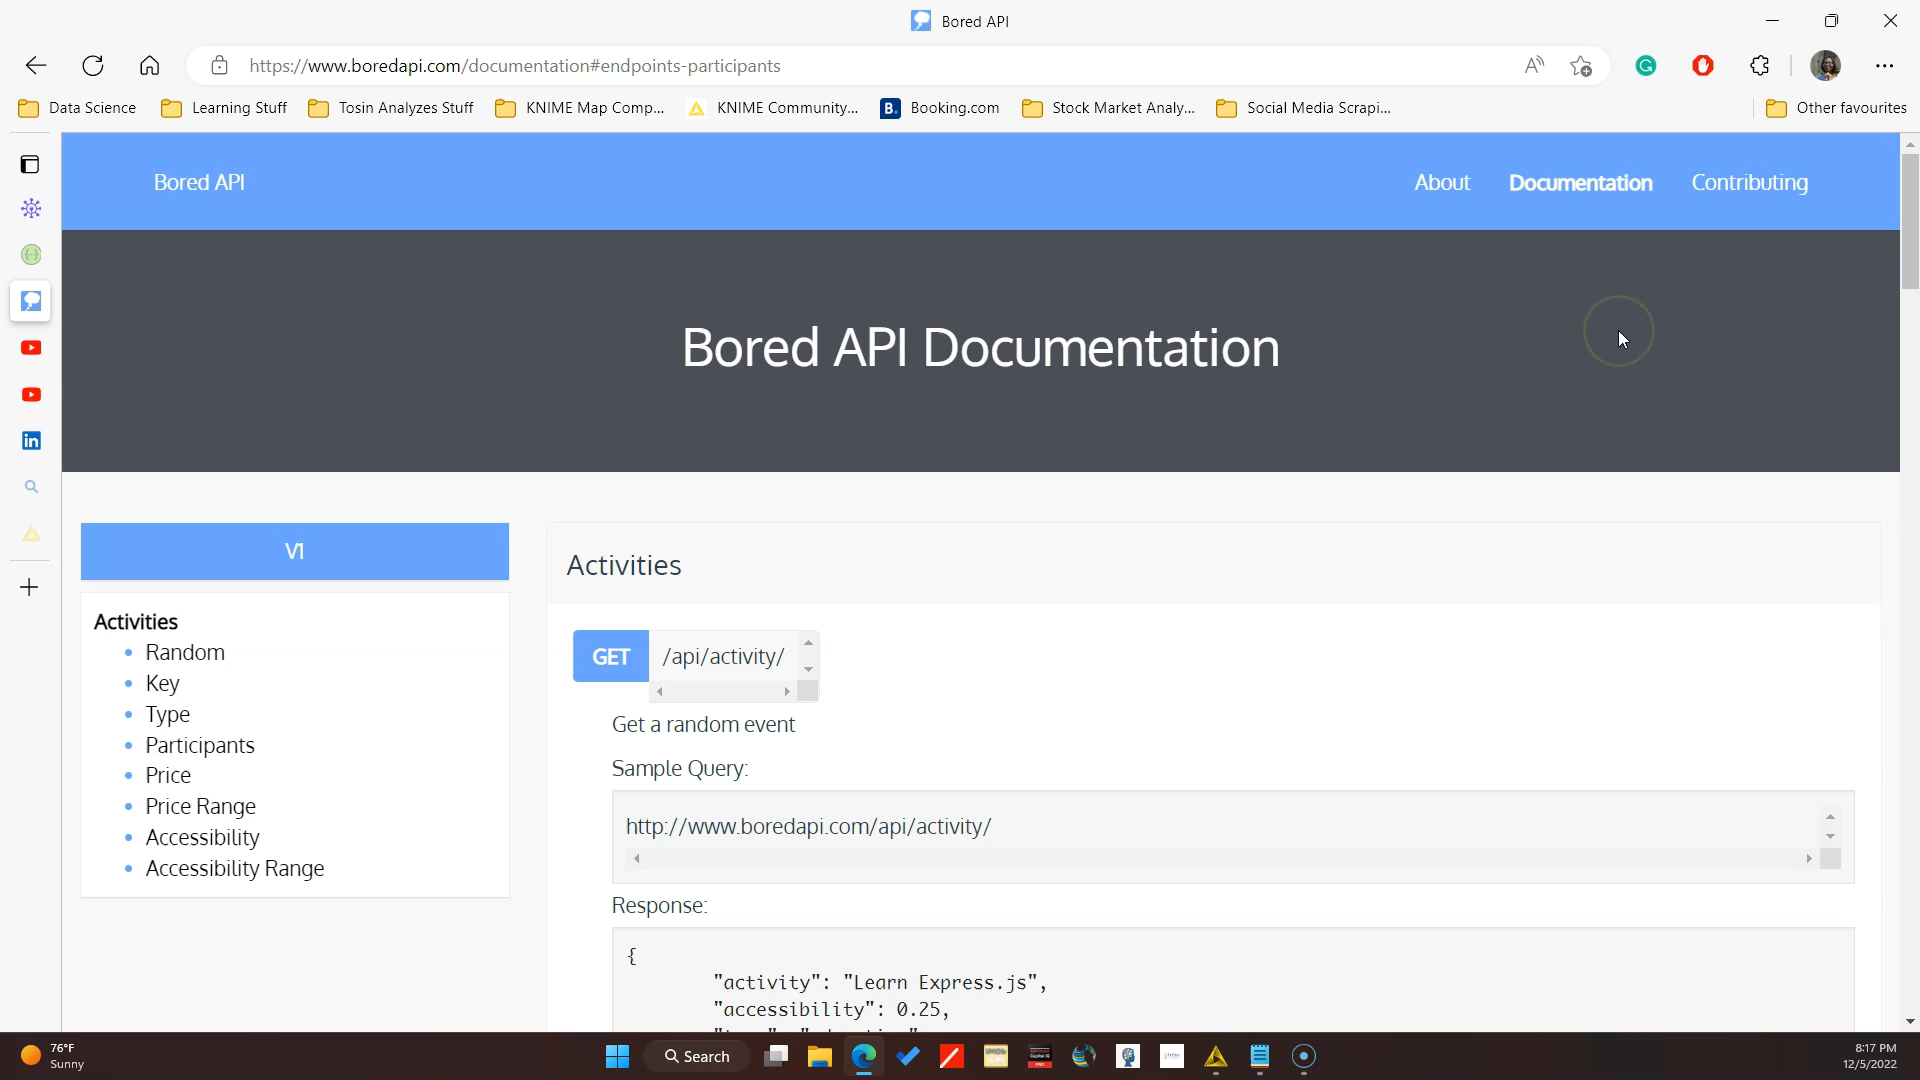 Bored API
https://www.boredapi.com/documentation#endpoints-participants
Data Science
Learning Stuff
Tosin Analyzes Stuff
KNIME Map Comp...
KNIME Community...
B.
Booking.com
Stock Market Analy...
Social Media Scrapi...
Other favourites
Bored API
About
Documentation
Contributing
Bored API Documentation
V1
Activities
Random
Key
Type
Participants
Price
Price Range
Accessibility
Accessibility Range
Activities
GET /api/activity/
Get a random event
Sample Query:
http://www.boredapi.com/api/activity/
Response:
{
"activity": "Learn Express.js",
"accessibility": 0.25,
76°F
Sunny
Search
8:17 PM
12/5/2022